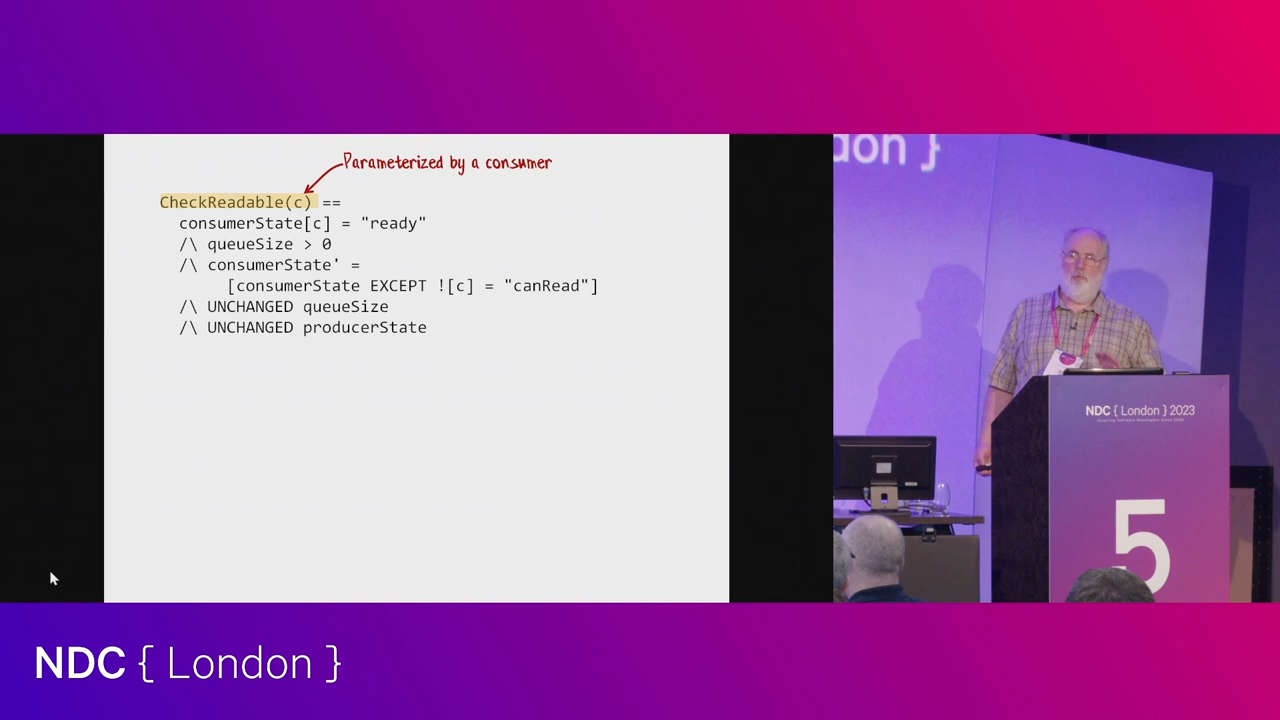 Parameterized by a consumer
CheckReadable(c) ==
consumerState[c] = "ready"
/\ queueSize > 0
/\ consumerState' =
[consumerState EXCEPT ![c] = "canRead"]
/\ UNCHANGED queueSize
/\ UNCHANGED producerState
don }
NDC { London } 2023
5
NDC { London }